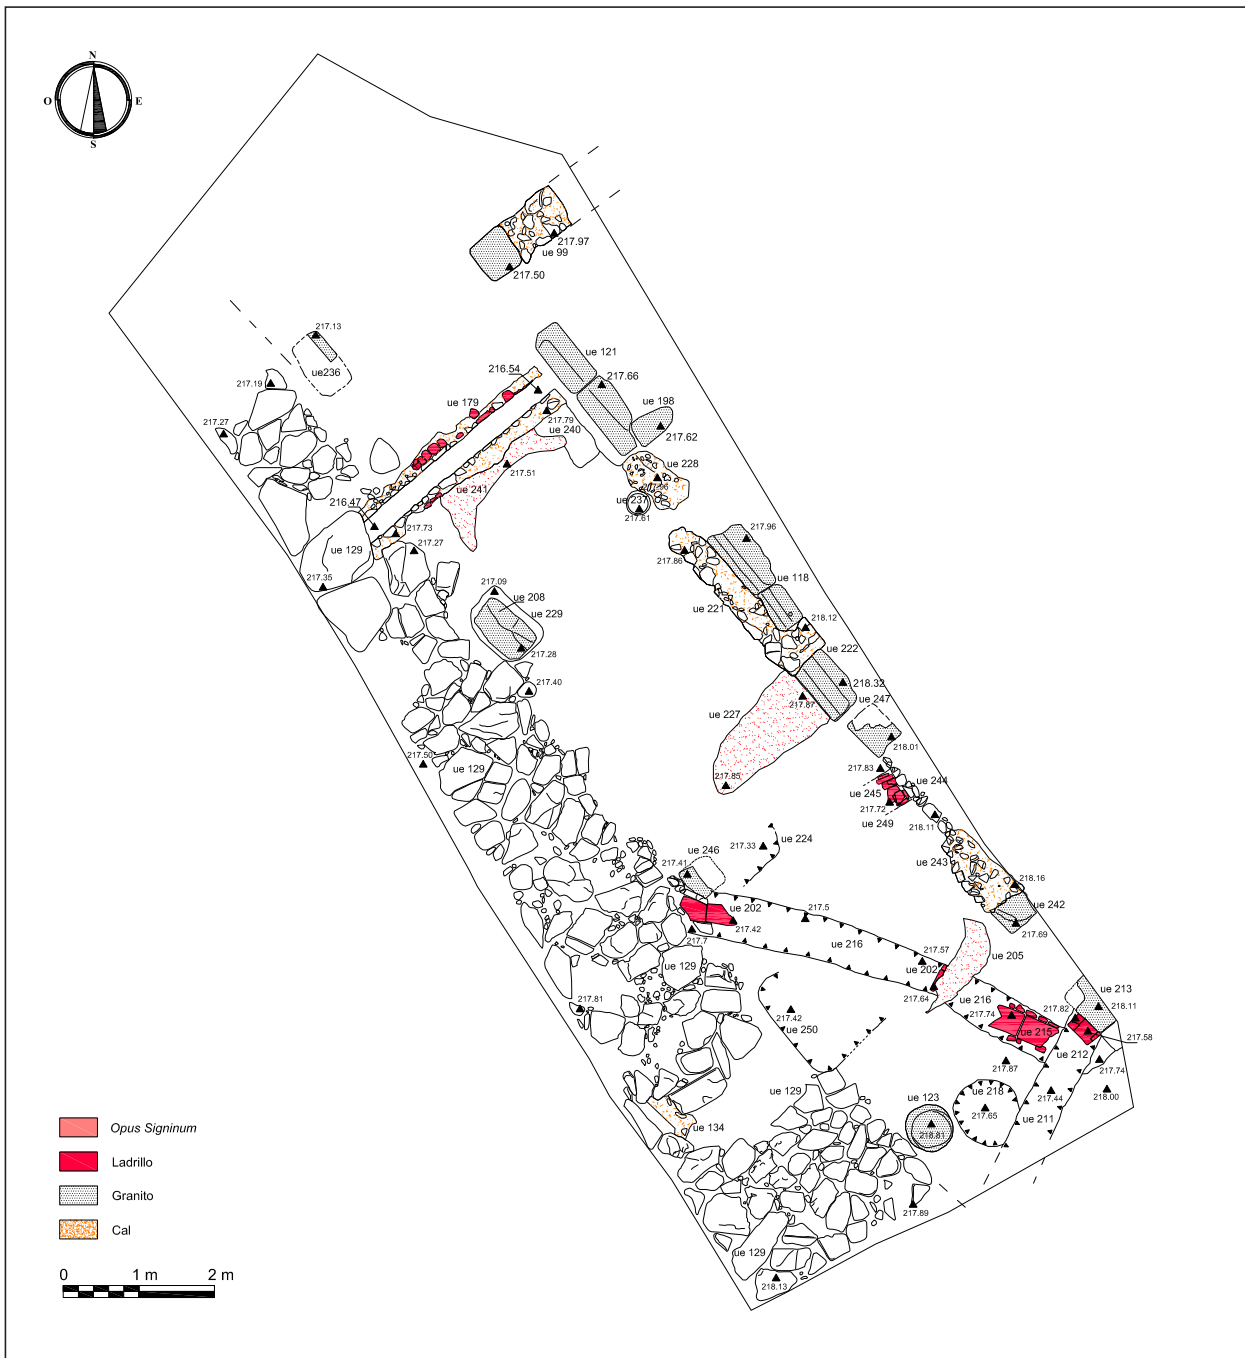 N
O
E
S
217.97
ue 99
217.50
217.13
ue236
217.19
217.27
ue 121
216.54
217.66
ue 179
ue 198
217.79
217.62
ue 240
ue 228
217.51
217.96
ue 241
ue 237
217.61
216.47
217.73
217.27
ue 129
217.35
217.96
217.86
ue 118
217.09
ue 208
ue 229
ue 221
218.12
ue 222
217.28
217.40
218.32
ue 247
217.87
ue 227
218.01
217.50
ue 129
217.83
217.85
ue 244
ue 245
217.72
ue 249
218.11
ue 224
217.33
ue 246
217.41
ue 243
218.16
ue 242
217.69
ue 202
217.42
217.5
217.7
ue 216
217.57
ue 205
ue 202
217.64
ue 129
ue 216
ue 213
218.11
217.82
217.74
ue 215
217.58
217.81
217.42
ue 250
ue 212
217.74
217.87
ue 129
ue 218
217.44
218.00
ue 123
217.65
ue 211
218.81
ue 134
217.89
ue 129
218.13
Opus Signinum
Ladrillo
Granito
Cal
0 1 m 2 m